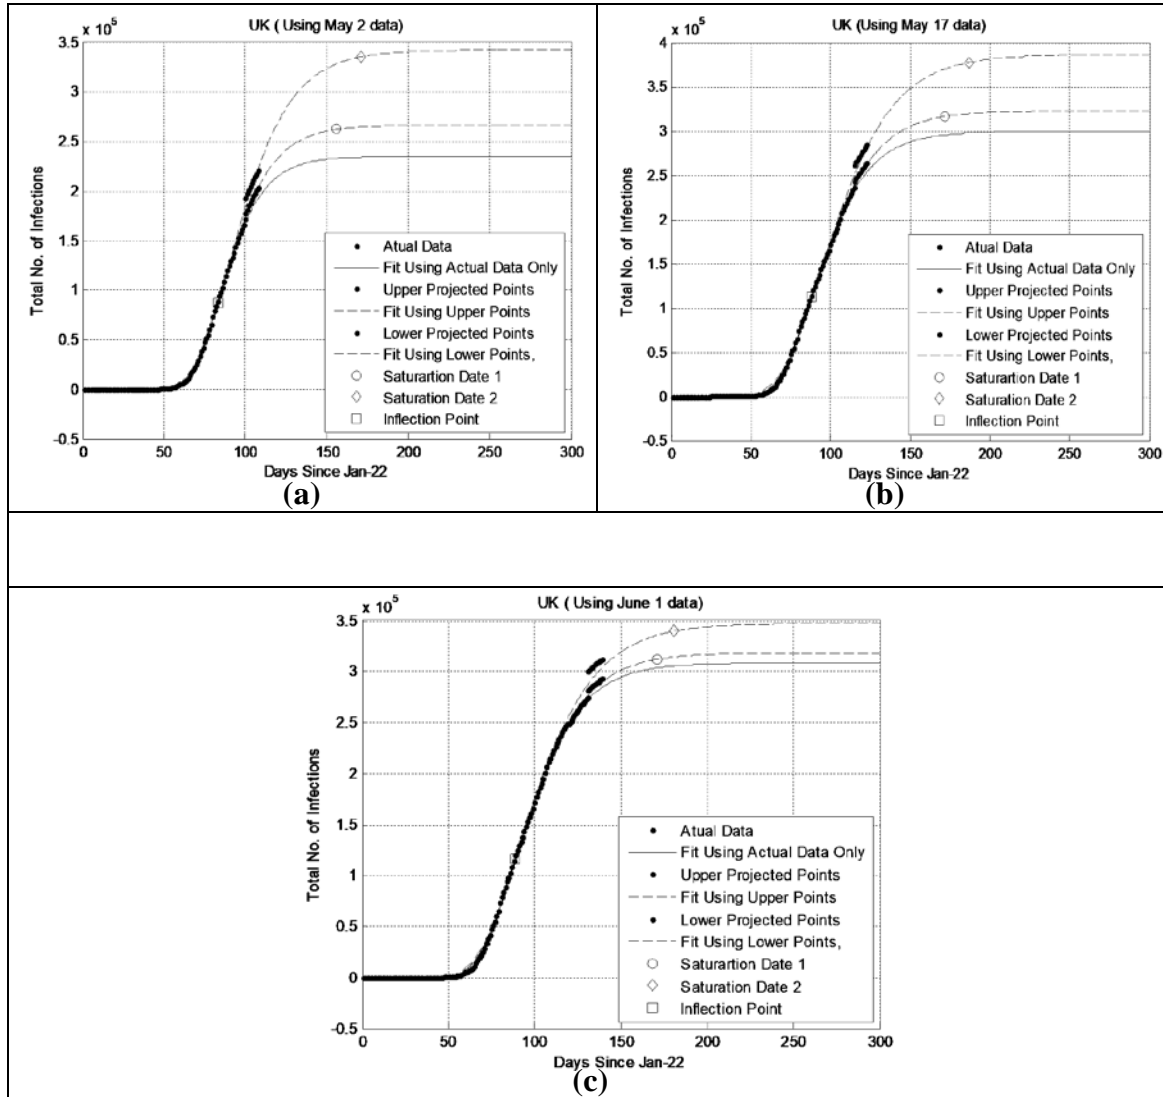 UK ( Using May 2 data)
x 10^5
3.5
3
2.5
2
1.5
1
0.5
0
-0.5
Total No. of Infections
Atual Data
Fit Using Actual Data Only
Upper Projected Points
Fit Using Upper Points
Lower Projected Points
Fit Using Lower Points,
Saturartion Date 1
Saturation Date 2
Inflection Point
0 50 100 150 200 250 300
Days Since Jan-22
(a)
UK (Using May 17 data)
x 10^5
4
3.5
3
2.5
2
1.5
1
0.5
0
-0.5
Total No. of Infections
Atual Data
Fit Using Actual Data Only
Upper Projected Points
Fit Using Upper Points
Lower Projected Points
Fit Using Lower Points,
Saturartion Date 1
Saturation Date 2
Inflection Point
0 50 100 150 200 250 300
Days Since Jan-22
(b)
UK ( Using June 1 data)
x 10^5
3.5
3
2.5
2
1.5
1
0.5
0
-0.5
Total No. of Infections
Atual Data
Fit Using Actual Data Only
Upper Projected Points
Fit Using Upper Points
Lower Projected Points
Fit Using Lower Points,
Saturartion Date 1
Saturation Date 2
Inflection Point
0 50 100 150 200 250 300
Days Since Jan-22
(c)